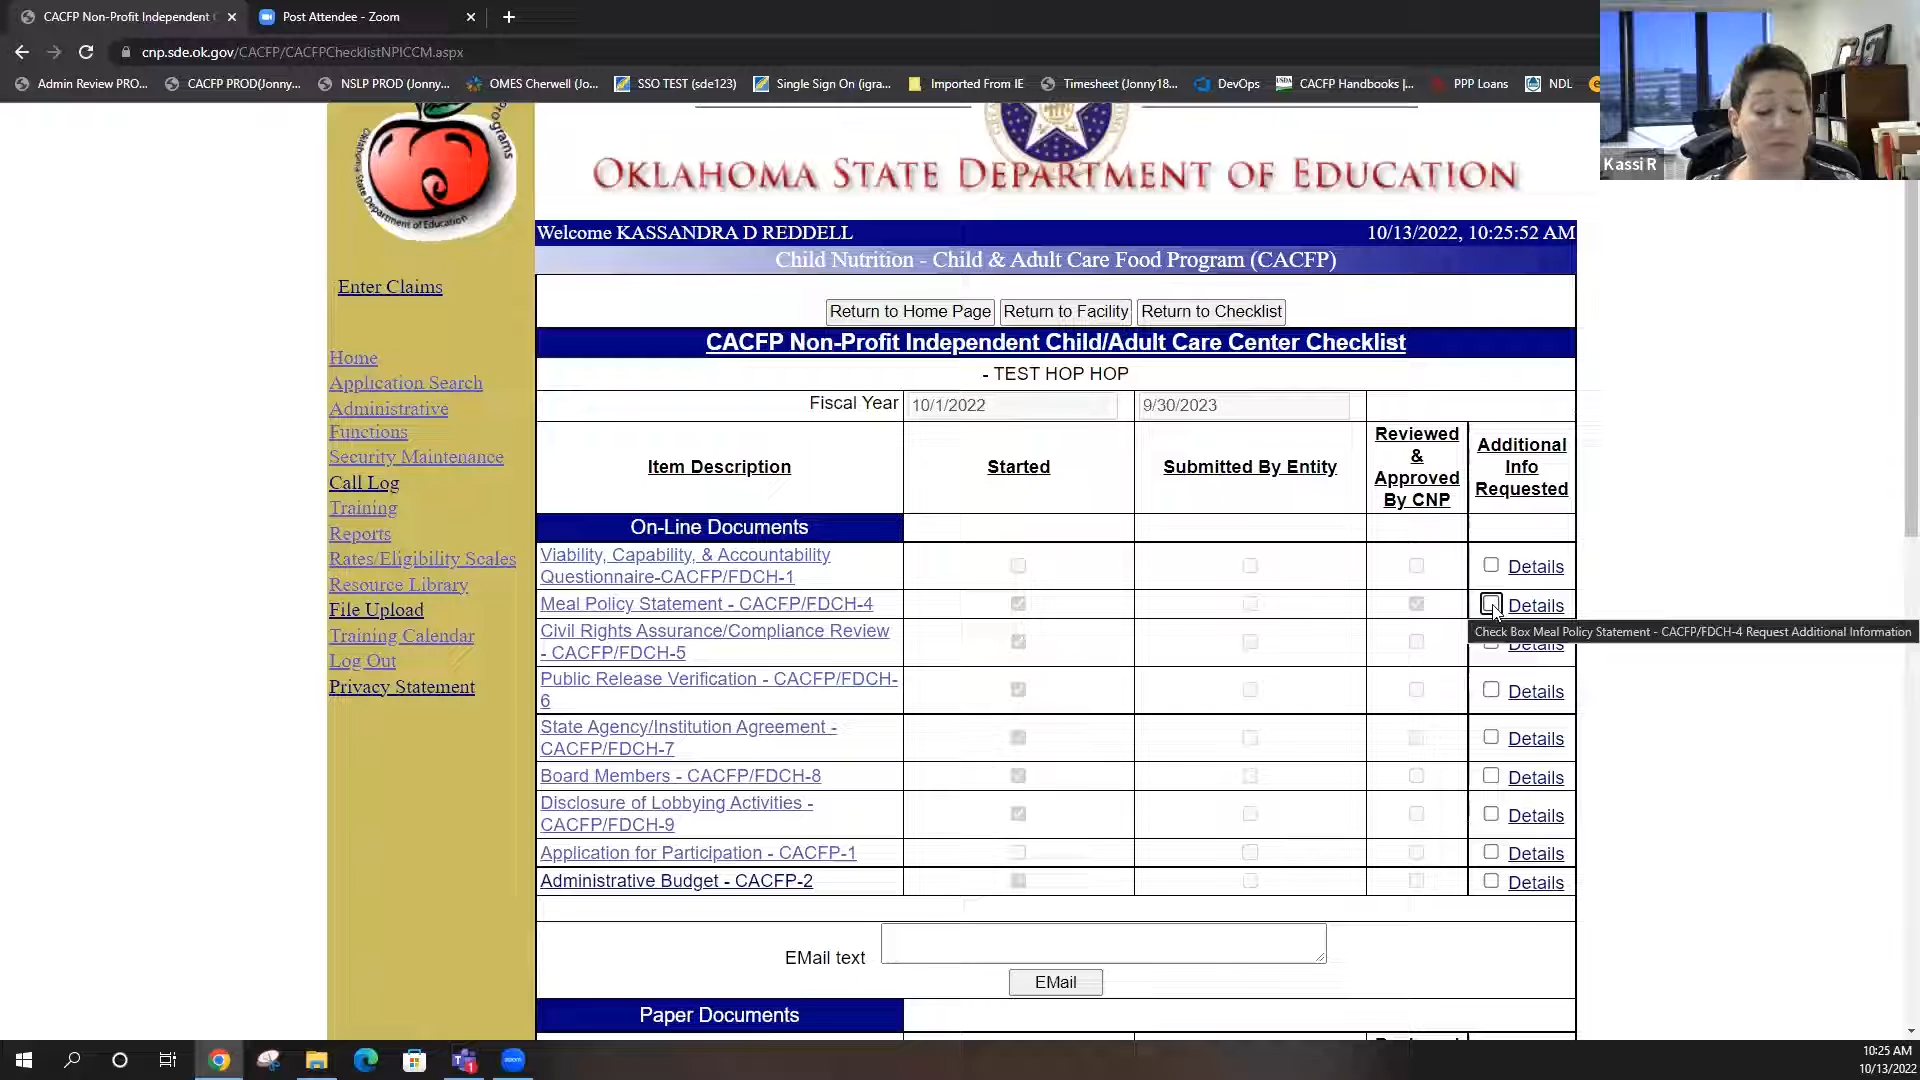 CACFP Non-Profit Independent C
Post Attendee - Zoom
cnp.sde.ok.gov/CACFP/CACFPChecklistNPICCM.aspx
Admin Review PRO...
CACFP PROD(Jonny...
NSLP PROD (Jonny...
OMES Cherwell (Jo...
SSO TEST (sde123)
Single Sign On (igra...
Imported From IE
Timesheet (Jonny18...
DevOps
CACFP Handbooks |...
PPP Loans
NDL
Kassi R
Oklahoma State Department of Education
OKLAHOMA STATE DEPARTMENT OF EDUCATION
Welcome KASSANDRA D REDDELL
10/13/2022, 10:25:52 AM
Child Nutrition - Child & Adult Care Food Program (CACFP)
Enter Claims
Home
Application Search
Administrative
Functions
Security Maintenance
Call Log
Training
Reports
Rates/Eligibility Scales
Resource Library
File Upload
Training Calendar
Log Out
Privacy Statement
Return to Home Page
Return to Facility
Return to Checklist
CACFP Non-Profit Independent Child/Adult Care Center Checklist
- TEST HOP HOP
Fiscal Year
10/1/2022
9/30/2023
Item Description
Started
Submitted By Entity
Reviewed
&
Approved
By CNP
Additional
Info
Requested
On-Line Documents
Viability, Capability, & Accountability
Questionnaire-CACFP/FDCH-1
Details
Meal Policy Statement - CACFP/FDCH-4
Details
Check Box Meal Policy Statement - CACFP/FDCH-4 Request Additional Information
Civil Rights Assurance/Compliance Review
- CACFP/FDCH-5
Details
Public Release Verification - CACFP/FDCH-
6
Details
State Agency/Institution Agreement -
CACFP/FDCH-7
Details
Board Members - CACFP/FDCH-8
Details
Disclosure of Lobbying Activities -
CACFP/FDCH-9
Details
Application for Participation - CACFP-1
Details
Administrative Budget - CACFP-2
Details
EMail text
EMail
Paper Documents
10:25 AM
10/13/2022